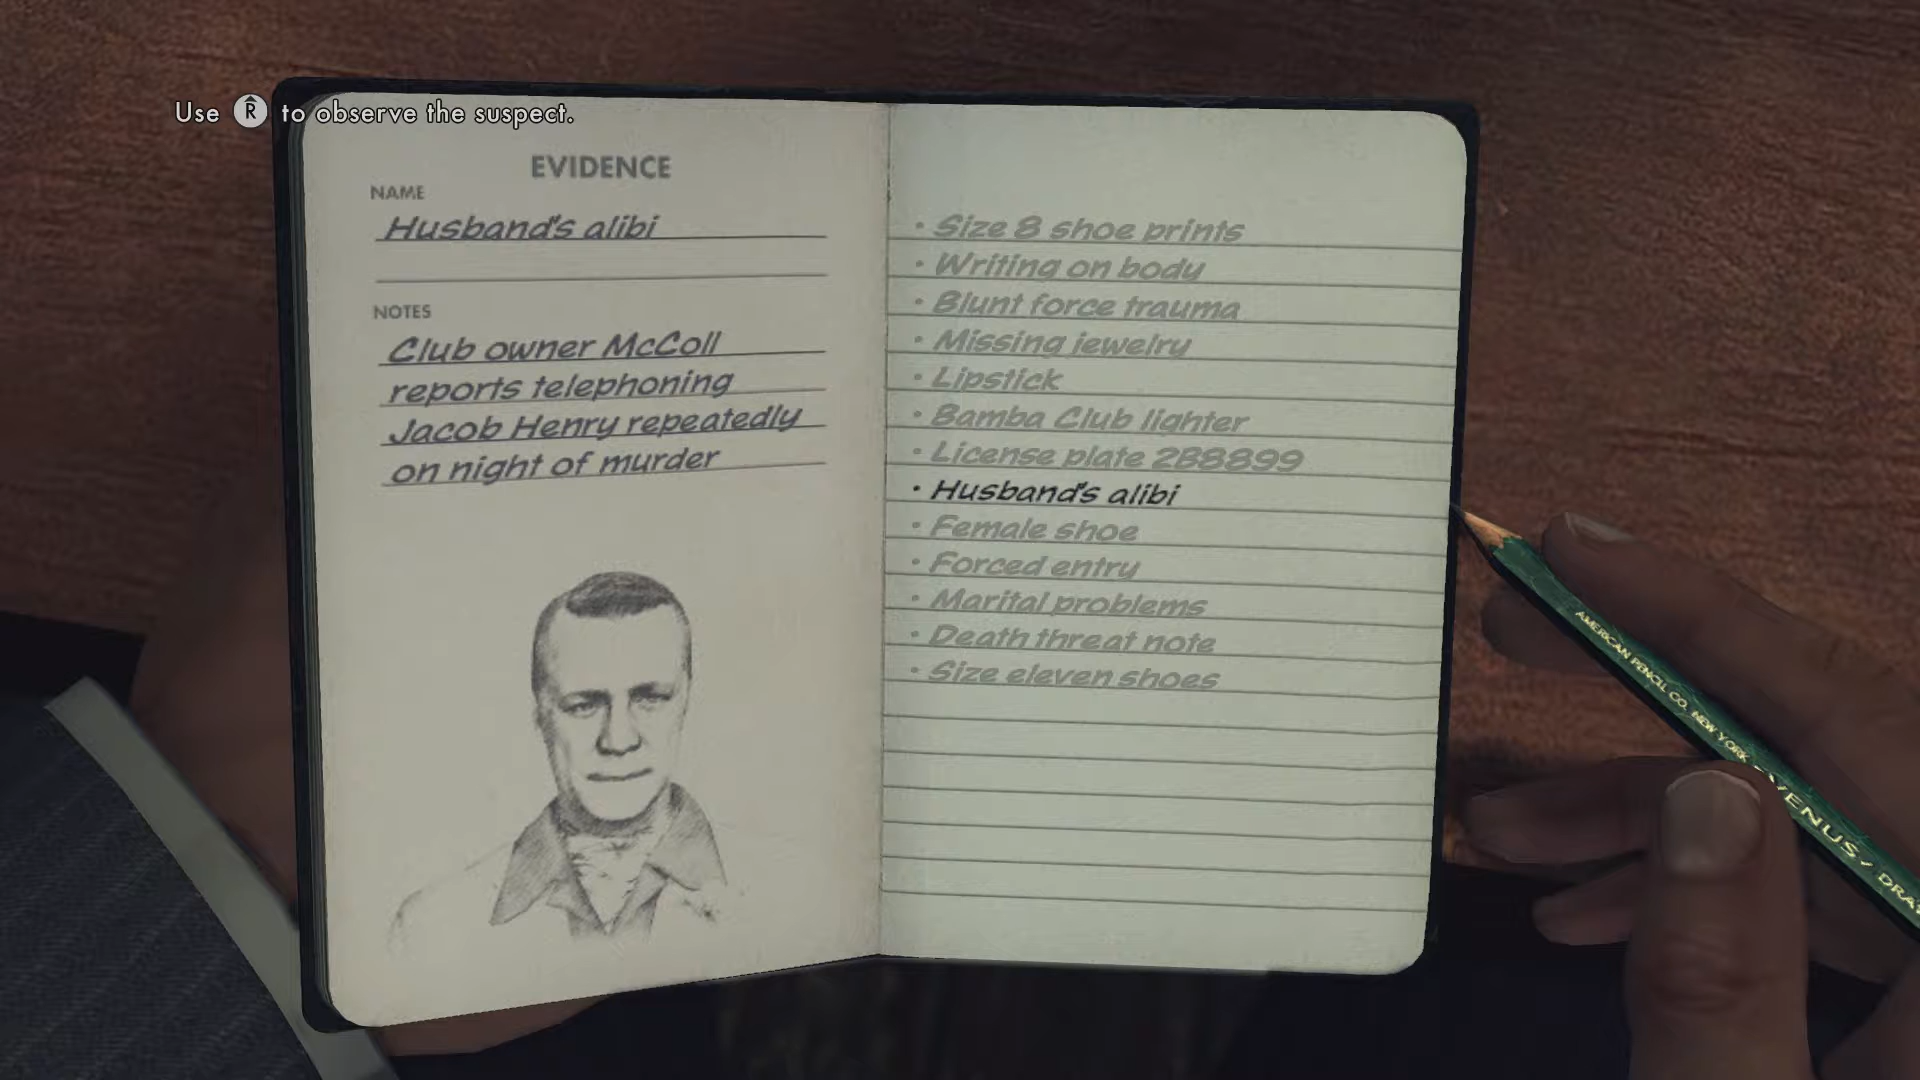 Use R to observe the suspect.
EVIDENCE
NAME
Husband's alibi
NOTES
Club owner McColl
reports telephoning
Jacob Henry repeatedly
on night of murder
• Size 8 shoe prints
• Writing on body
• Blunt force trauma
• Missing jewelry
• Lipstick
• Bamba Club lighter
• License plate 2B8899
• Husband's alibi
• Female shoe
• Forced entry
• Marital problems
• Death threat note
• Size eleven shoes
AMERICAN PENCIL CO. NEW YORK
VENUS